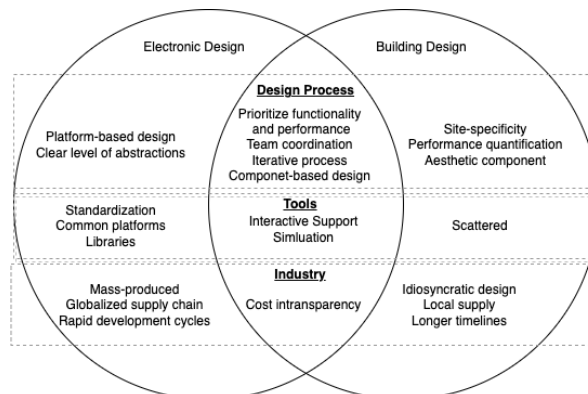 Electronic Design
Building Design
Design Process
Prioritize functionality
and performance
Team coordination
Iterative process
Componet-based design
Platform-based design
Clear level of abstractions
Site-specificity
Performance quantification
Aesthetic component
Tools
Interactive Support
Simluation
Standardization
Common platforms
Libraries
Scattered
Industry
Cost intransparency
Mass-produced
Globalized supply chain
Rapid development cycles
Idiosyncratic design
Local supply
Longer timelines